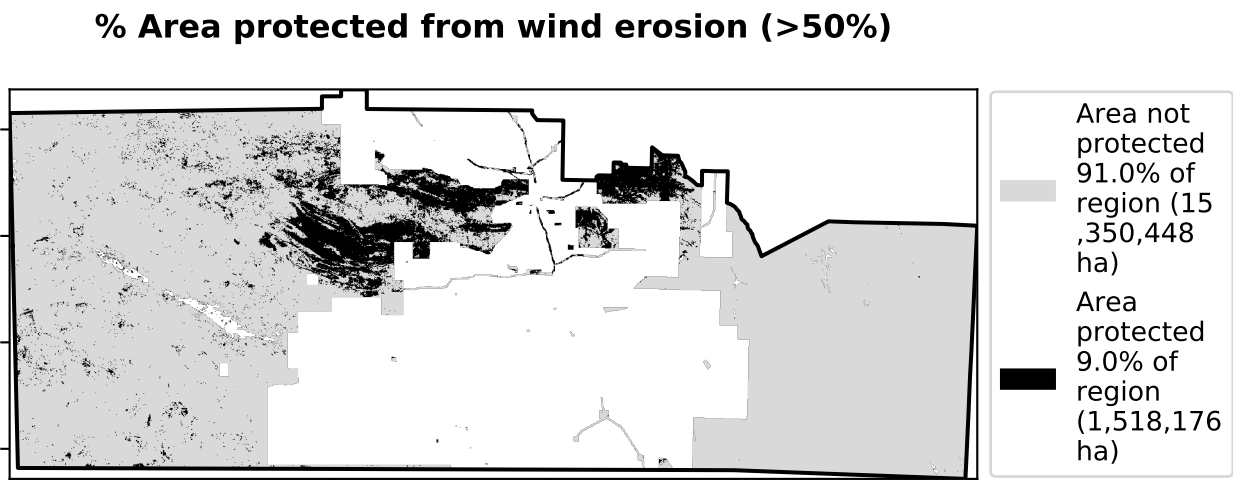 % Area protected from wind erosion (>50%)
Area not
protected
91.0% of
region (15
,350,448
ha)
Area
protected
9.0% of
region
(1,518,176
ha)